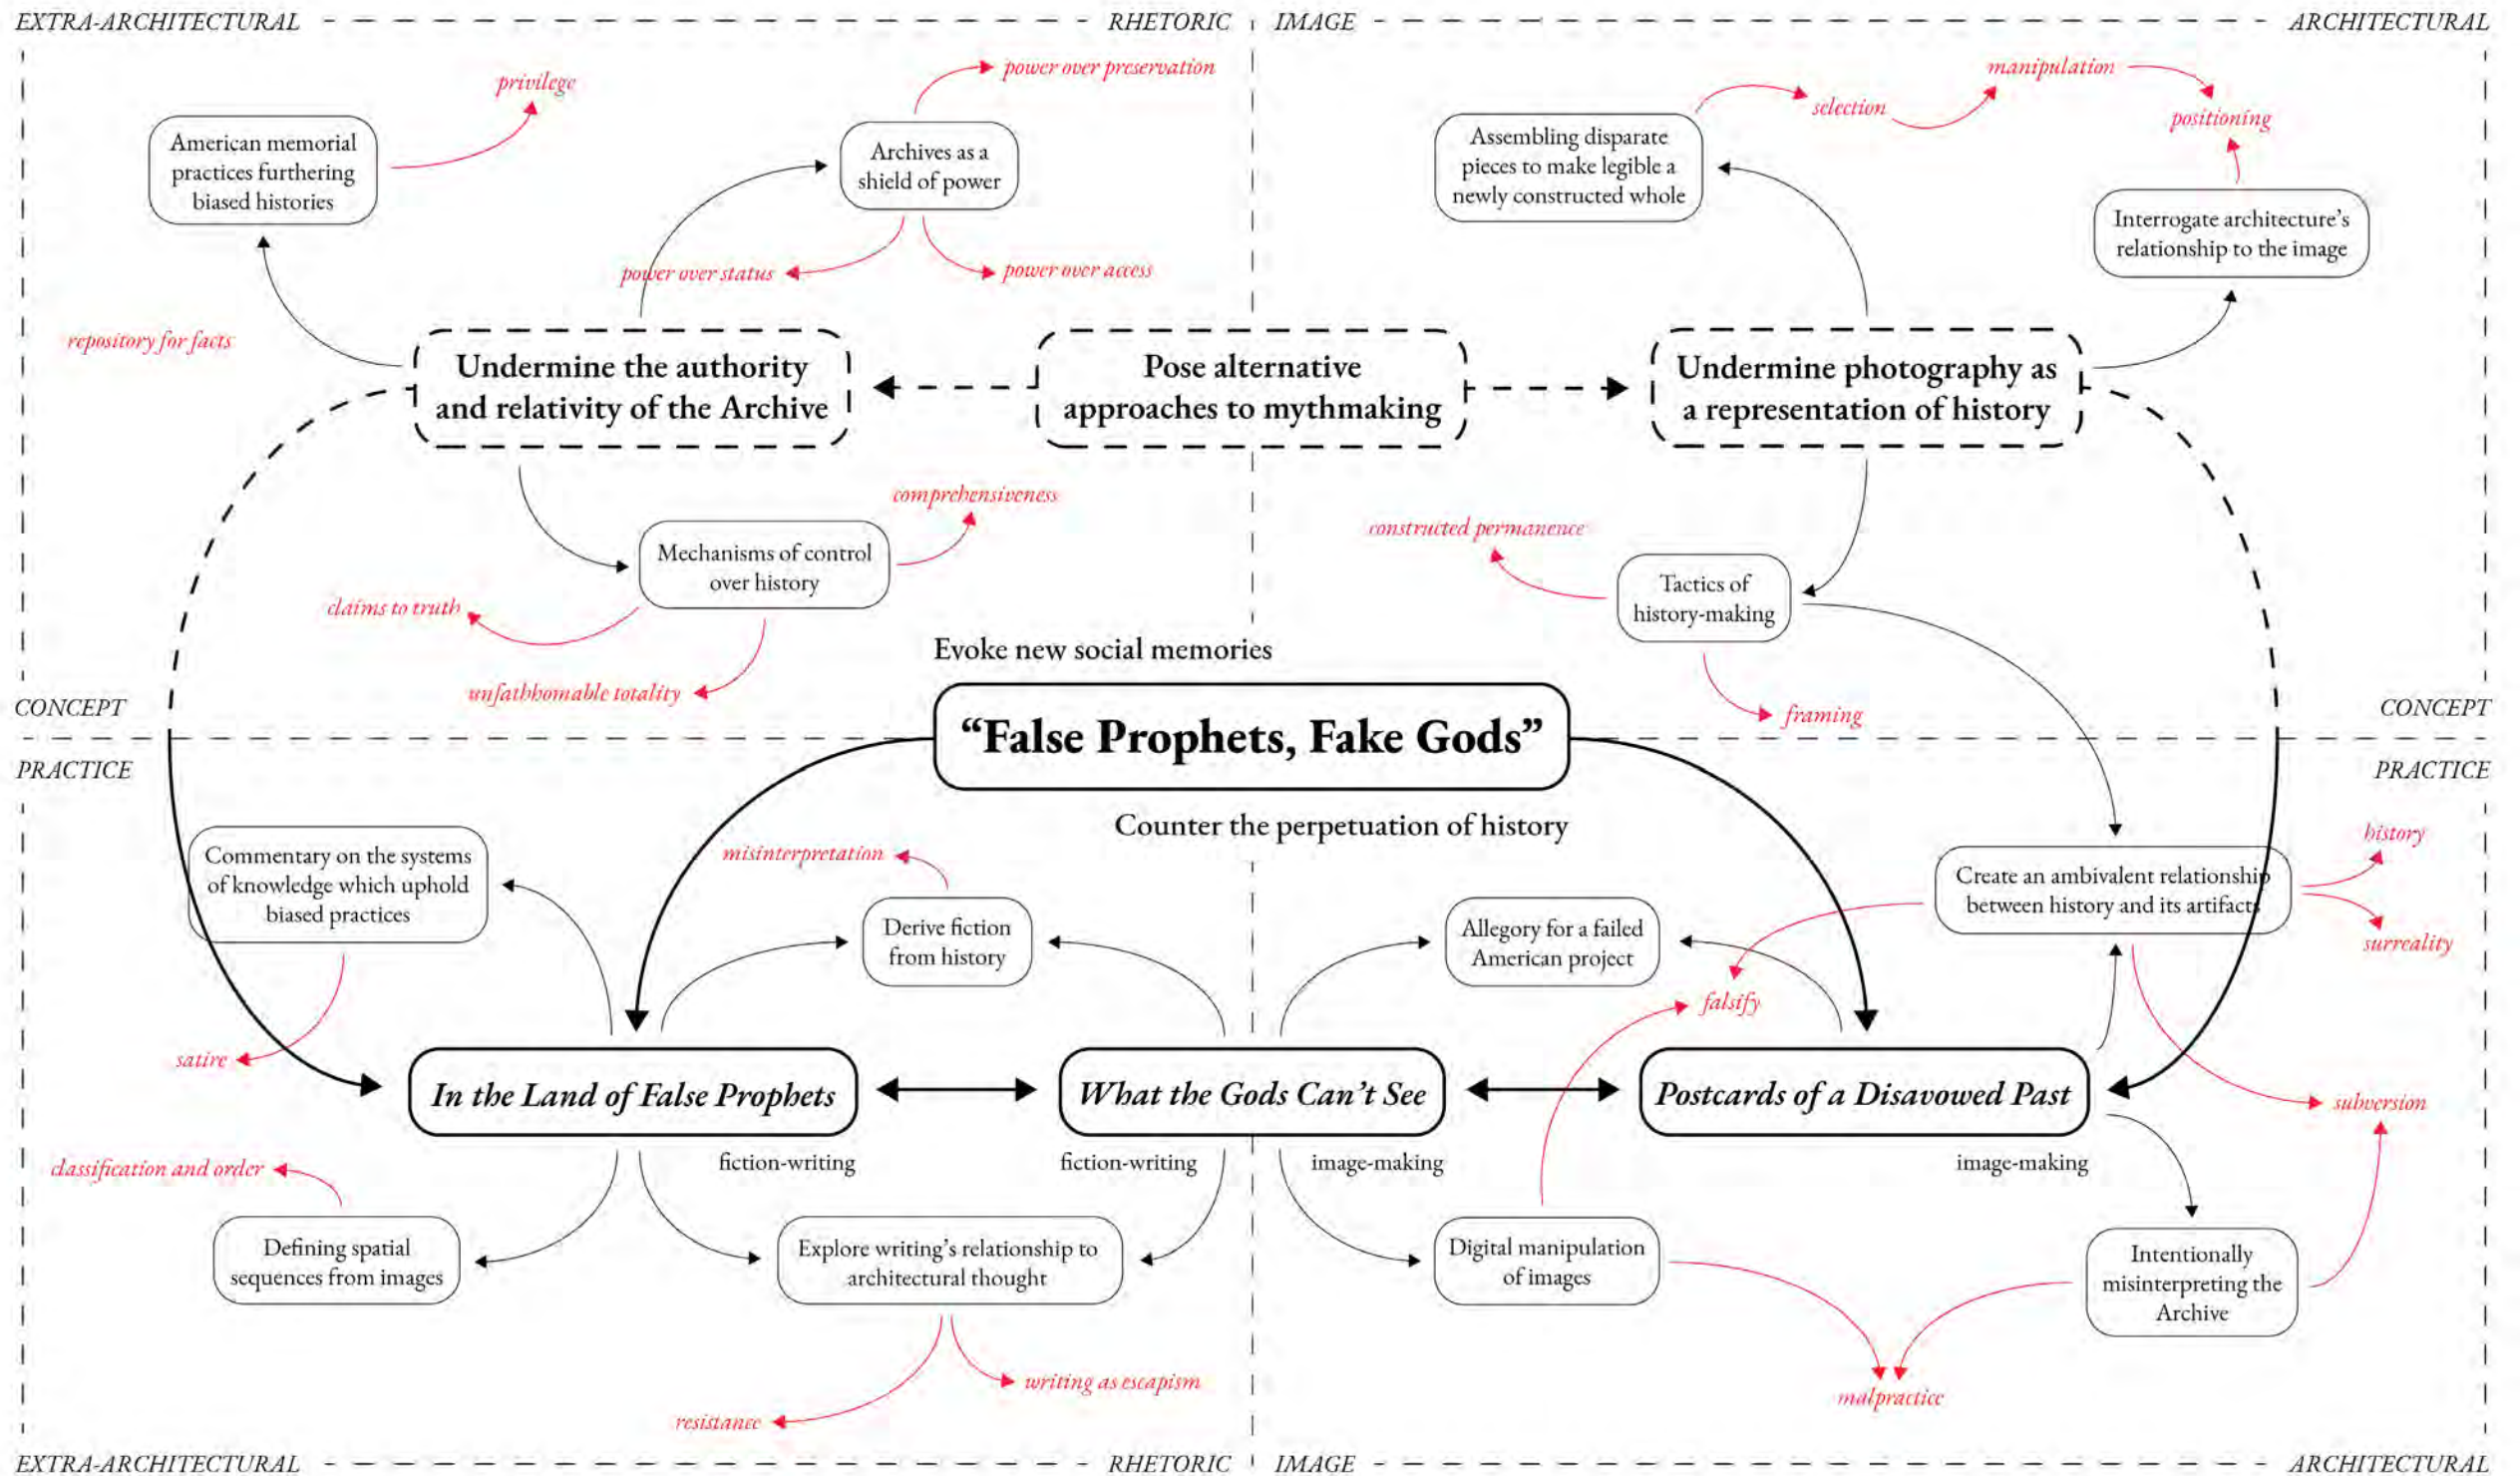 EXTRA-ARCHITECTURAL
RHETORIC
IMAGE
ARCHITECTURAL
privilege
power over preservation
manipulation
selection
positioning
American memorial
practices furthering
biased histories
Archives as a
shield of power
Assembling disparate
pieces to make legible a
newly constructed whole
Interrogate architecture's
relationship to the image
power over status
power over access
repository for facts
Undermine the authority
and relativity of the Archive
Pose alternative
approaches to mythmaking
Undermine photography as
a representation of history
comprehensiveness
constructed permanence
Mechanisms of control
over history
Tactics of
history-making
claims to truth
unfathhomable totality
framing
Evoke new social memories
CONCEPT
CONCEPT
"False Prophets, Fake Gods"
PRACTICE
PRACTICE
Counter the perpetuation of history
Commentary on the systems
of knowledge which uphold
biased practices
misinterpretation
Derive fiction
from history
Allegory for a failed
American project
Create an ambivalent relationship
between history and its artifacts
history
surreality
falsify
satire
In the Land of False Prophets
What the Gods Can't See
Postcards of a Disavowed Past
subversion
fiction-writing
fiction-writing
image-making
image-making
classification and order
Defining spatial
sequences from images
Explore writing's relationship to
architectural thought
Digital manipulation
of images
Intentionally
misinterpreting the
Archive
writing as escapism
resistance
malpractice
EXTRA-ARCHITECTURAL
RHETORIC
IMAGE
ARCHITECTURAL